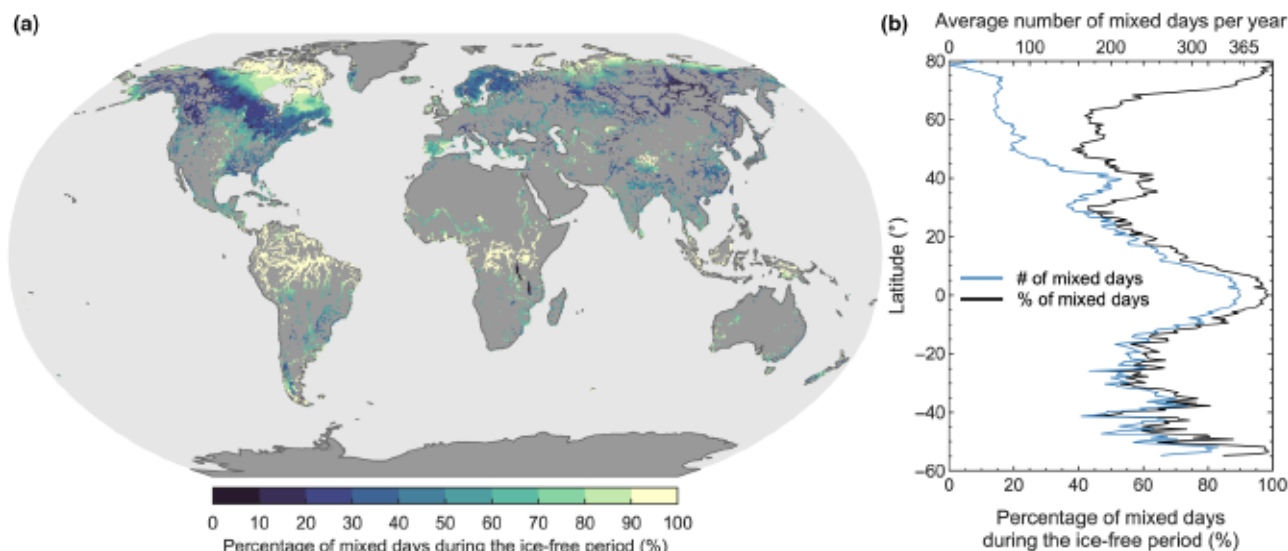 (a)
0 10 20 30 40 50 60 70 80 90 100
Percentage of mixed days during the ice-free period (%)
(b)
Average number of mixed days per year
0 100 200 300 365
80
60
40
20
0
−20
−40
−60
Latitude (°)
# of mixed days
% of mixed days
0 20 40 60 80 100
Percentage of mixed days
during the ice-free period (%)